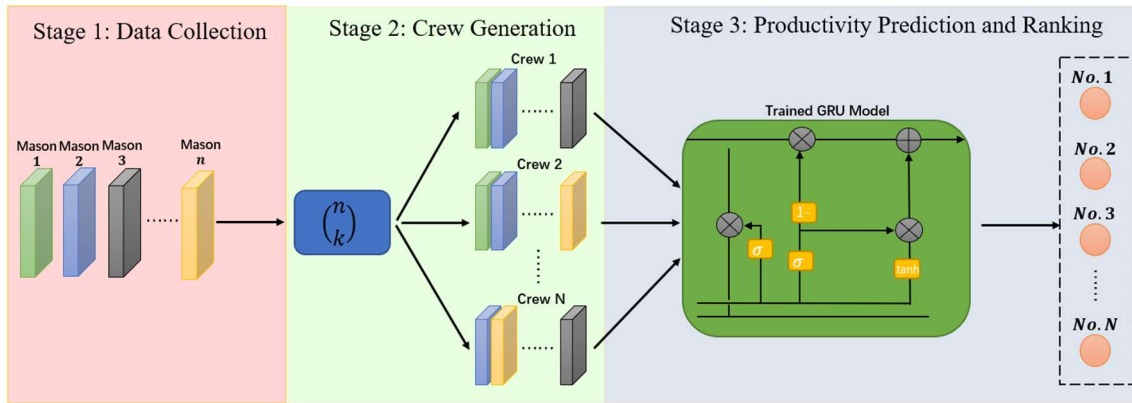 Stage 1: Data Collection
Stage 2: Crew Generation
Stage 3: Productivity Prediction and Ranking
Mason
1
Mason
2
Mason
3
Mason
n
......
(n
k)
Crew 1
......
Crew 2
......
......
Crew N
......
Trained GRU Model
1-
σ
σ
tanh
No. 1
No. 2
No. 3
......
No. N